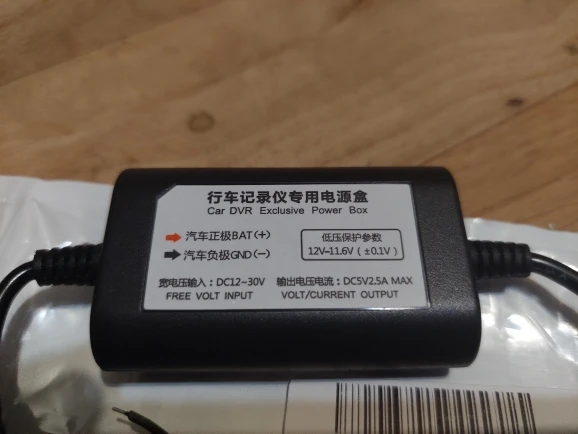 行车记录仪专用电源盒
Car DVR Exclusive Power Box
汽车正极BAT(+)
汽车负极GND(−)
低压保护参数
12V-11.6V（±0.1V）
宽电压输入：DC12~30V
FREE VOLT INPUT
输出电压电流：DC5V2.5A MAX
VOLT/CURRENT OUTPUT